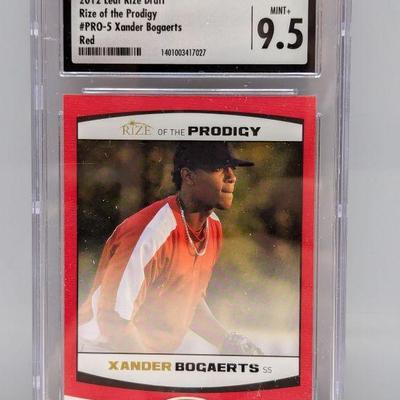 2012 Leaf Rize Draft
Rize of the Prodigy
#PRO-5 Xander Bogaerts
Red
1401003417027
MINT+
9.5
RIZE OF THE PRODIGY
XANDER BOGAERTS SS